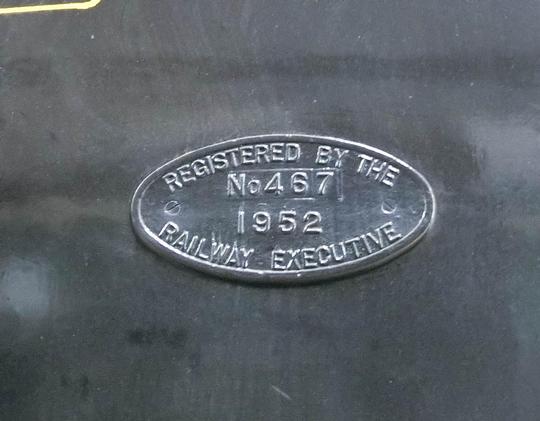 REGISTERED BY THE
No467
1952
RAILWAY EXECUTIVE